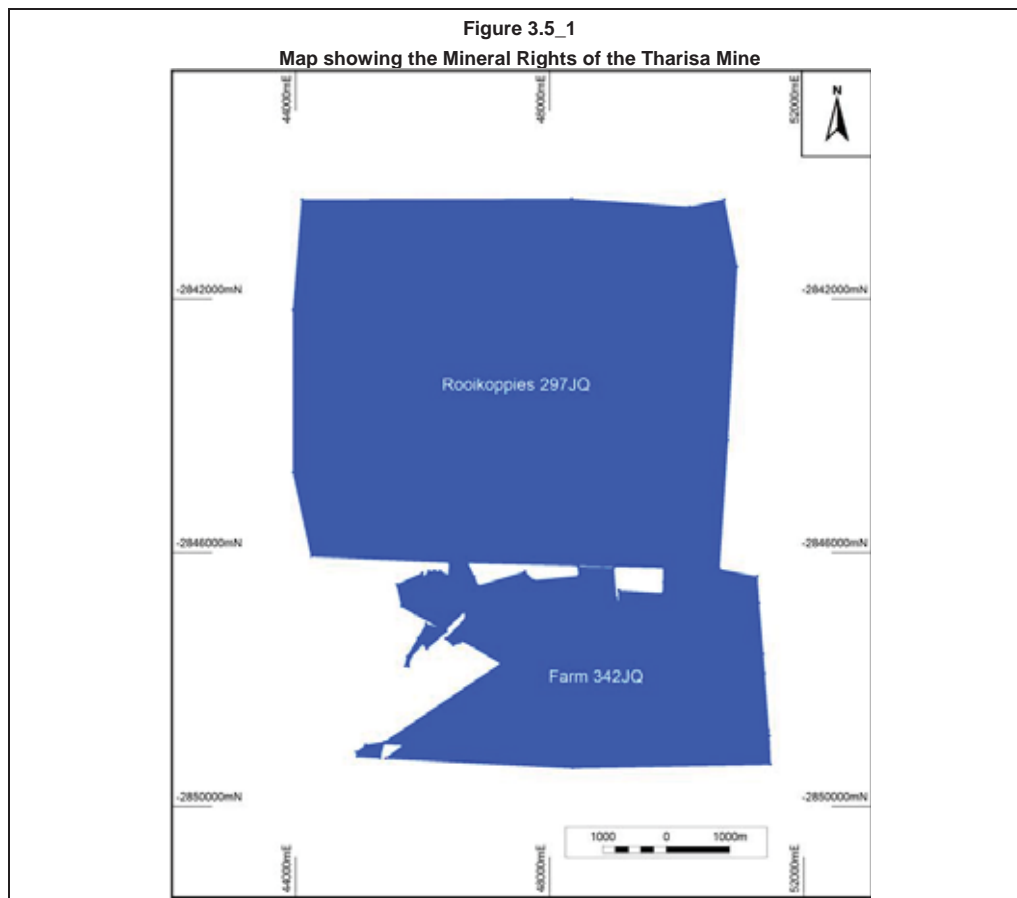 Figure 3.5_1
Map showing the Mineral Rights of the Tharisa Mine
44000mE
48000mE
52000mE
N
-2842000mN
-2842000mN
Rooikoppies 297JQ
-2846000mN
-2846000mN
Farm 342JQ
-2850000mN
-2850000mN
1000 0 1000m
44000mE
48000mE
52000mE